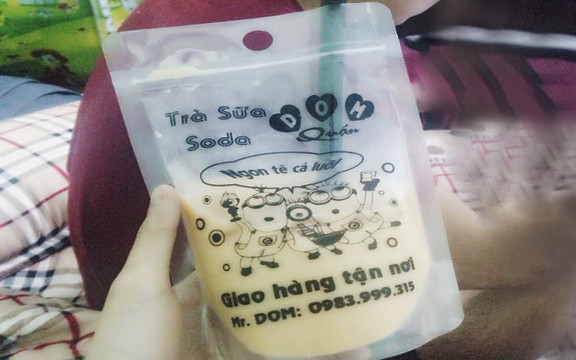 Trà Sữa
Soda
DOM
Quán
Ngon tê cả lưỡi
Giao hàng tận nơi
Mr. DOM: 0983.999.315